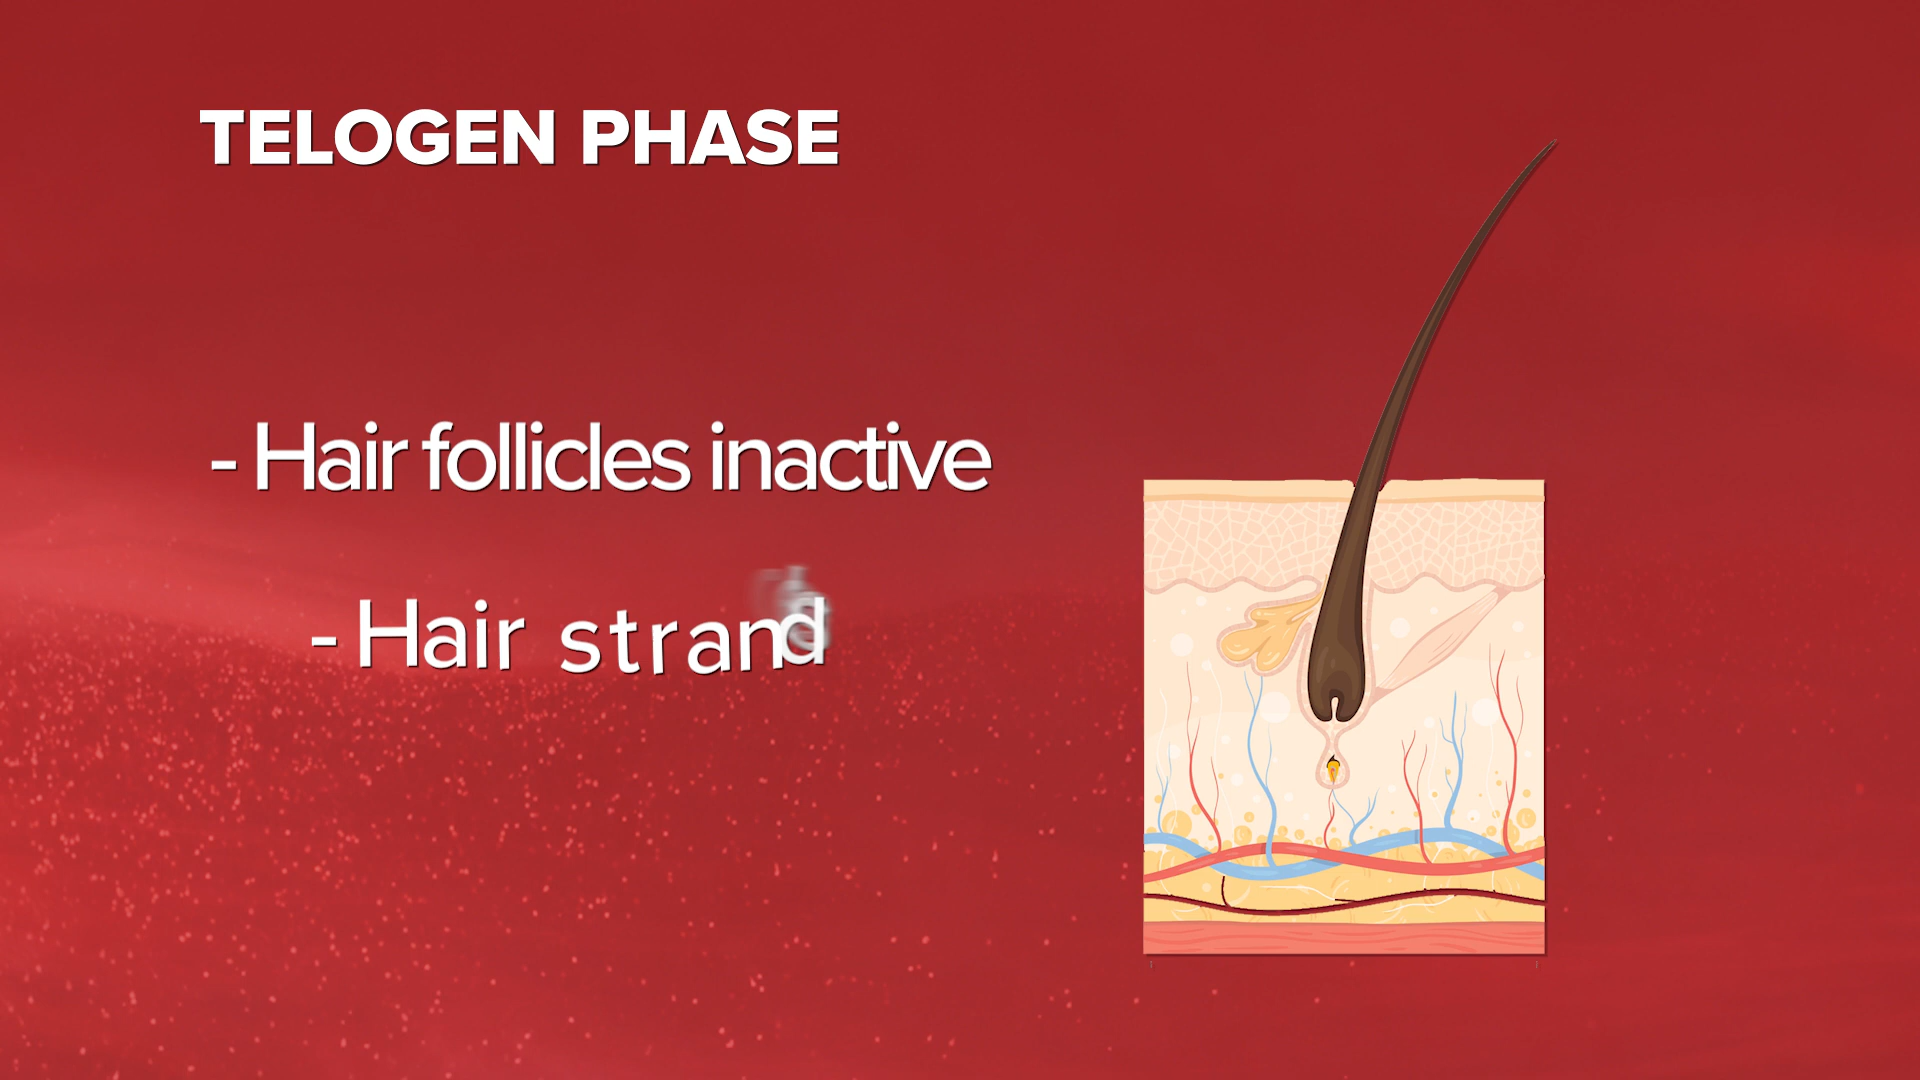 TELOGEN PHASE
- Hair follicles inactive
- Hair strand